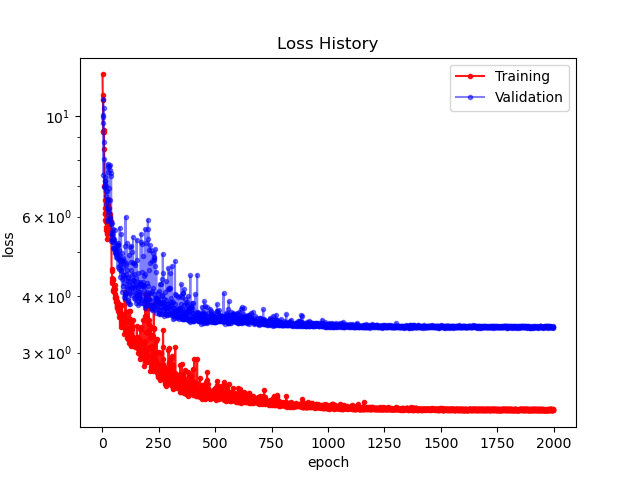 Loss History
Training
Validation
10¹
6 × 10⁰
4 × 10⁰
3 × 10⁰
loss
0 250 500 750 1000 1250 1500 1750 2000
epoch